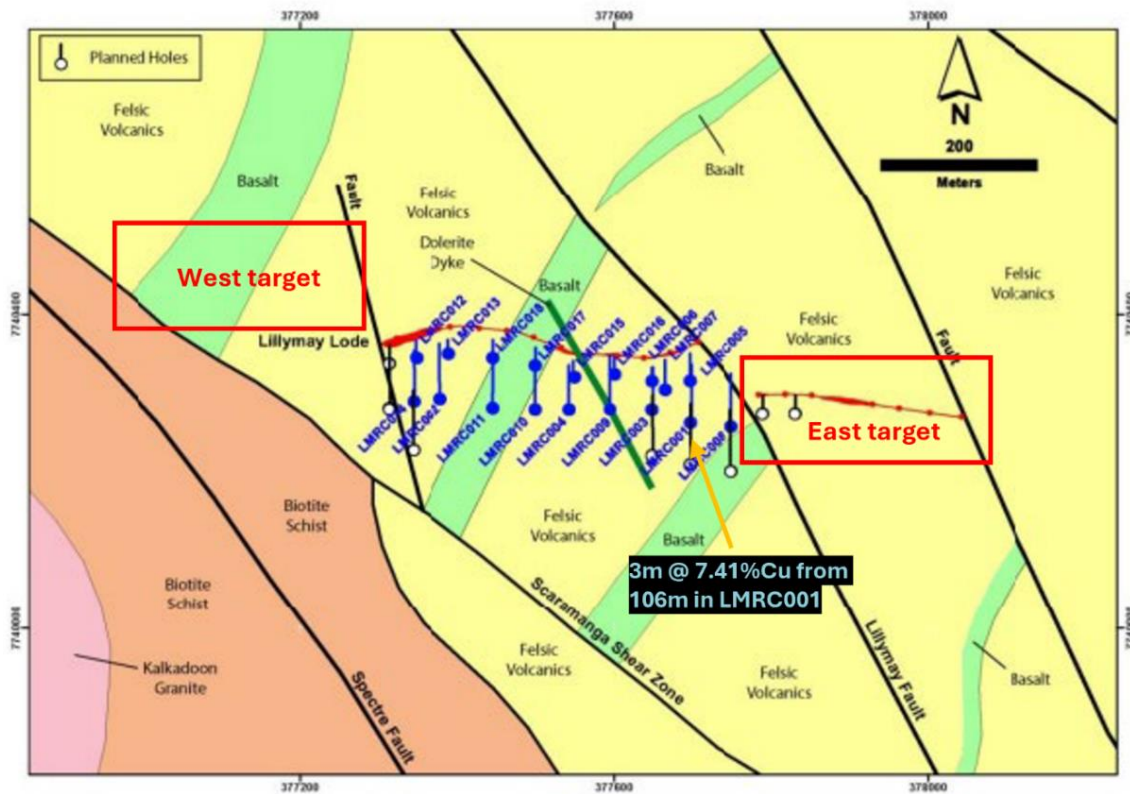 377200
377600
378000
Planned Holes
N
200
Meters
Felsic
Volcanics
Basalt
Fault
Felsic
Volcanics
Basalt
Dolerite
Dyke
Basalt
Felsic
Volcanics
West target
7740400
Lillymay Lode
LMRC012
LMRC013
LMRC018
LMRC017
LMRC015
LMRC016
LMRC006
LMRC007
LMRC005
Felsic
Volcanics
Fault
East target
LMRC002
LMRC011
LMRC010
LMRC004
LMRC009
LMRC003
LMRC001
LMRC008
Biotite
Schist
Felsic
Volcanics
Basalt
3m @ 7.41%Cu from
106m in LMRC001
Biotite
Schist
Scaramanga Shear Zone
Felsic
Volcanics
Felsic
Volcanics
Lillymay Fault
Basalt
Kalkadoon
Granite
Spectre Fault
7740000
377200
377600
378000